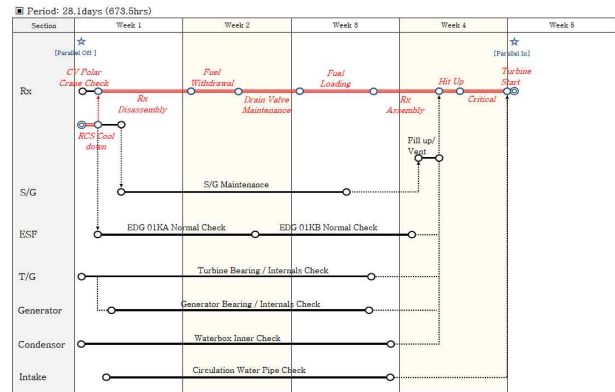 ▣ Period: 28.1days (673.5hrs)
Section Week 1 Week 2 Week 3 Week 4 Week 5
[Parallel Off ] [Parallel In]
CV Polar Fuel Fuel Turbine
Crane Check Withdrawal Loading Hit Up Start
Rx
Rx Drain Valve Rx Critical
Disassembly Maintenance Assembly
RCS Cool
down
Fill up/
Vent
S/G S/G Maintenance
ESF EDG 01KA Normal Check EDG 01KB Normal Check
T/G Turbine Bearing / Internals Check
Generator Generator Bearing / Internals Check
Condensor Waterbox Inner Check
Intake Circulation Water Pipe Check